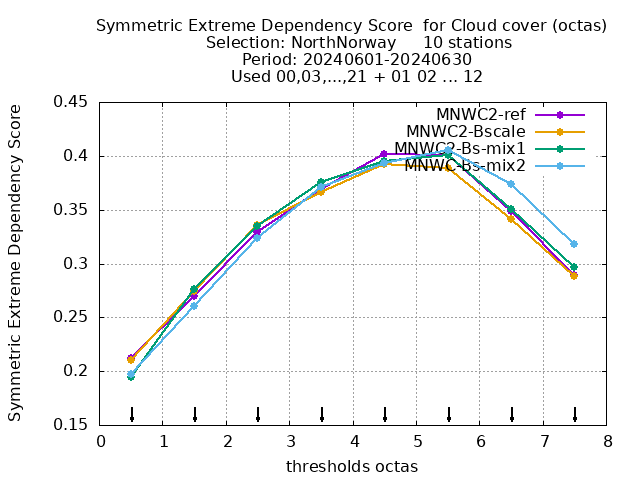 Symmetric Extreme Dependency Score  for Cloud cover (octas)
Selection: NorthNorway     10 stations
Period: 20240601-20240630
Used 00,03,...,21 + 01 02 ... 12
Symmetric Extreme Dependency Score
0.45
0.4
0.35
0.3
0.25
0.2
0.15
MNWC2-ref
MNWC2-Bscale
MNWC2-Bs-mix1
MNWC-Bs-mix2
0 1 2 3 4 5 6 7 8
thresholds octas